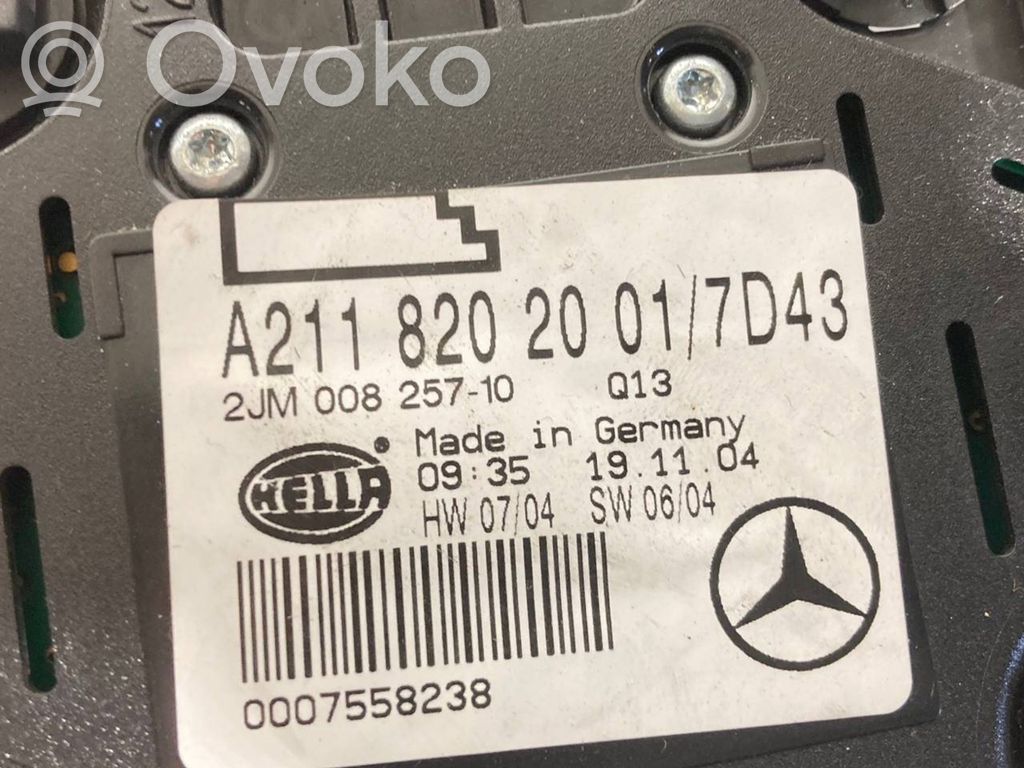 Ovoko
A211 820 20 01/7D43
2JM 008 257-10 Q13
HELLA ® Made in Germany
09:35 19.11.04
HW 07/04 SW 06/04
0007558238